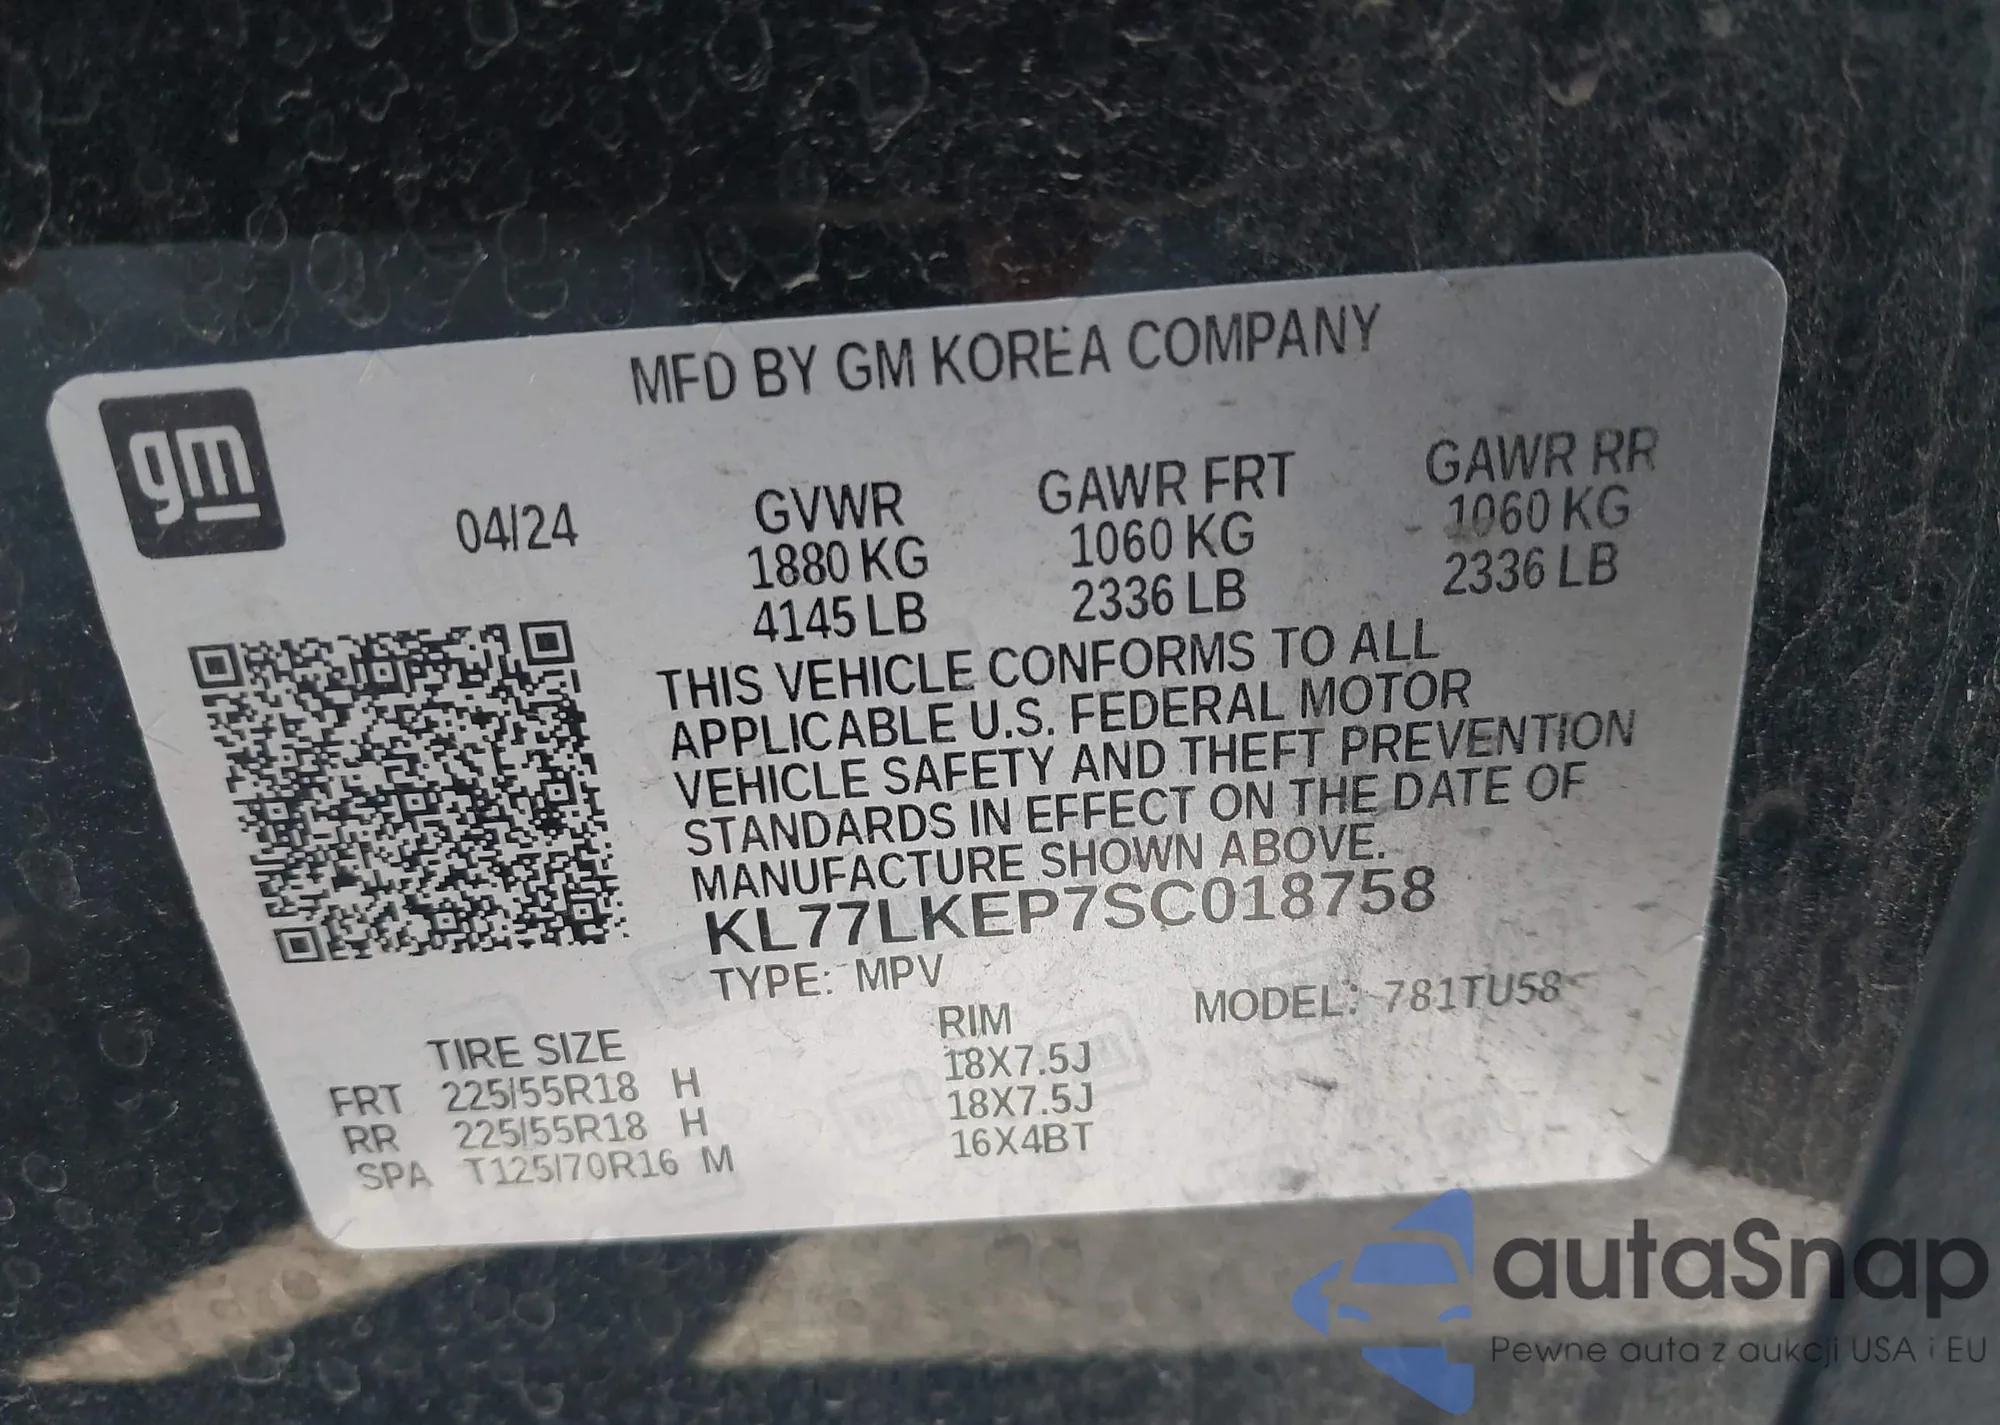 MFD BY GM KOREA COMPANY
gm
04/24
GVWR
1880 KG
4145 LB
GAWR FRT
1060 KG
2336 LB
GAWR RR
1060 KG
2336 LB
THIS VEHICLE CONFORMS TO ALL
APPLICABLE U.S. FEDERAL MOTOR
VEHICLE SAFETY AND THEFT PREVENTION
STANDARDS IN EFFECT ON THE DATE OF
MANUFACTURE SHOWN ABOVE.
KL77LKEP7SC018758
TYPE: MPV
MODEL: 781TU58
TIRE SIZE RIM
FRT 225/55R18 H 18X7.5J
RR 225/55R18 H 18X7.5J
SPA T125/70R16 M 16X4BT
autaSnap
Pewne auta z aukcji USA i EU